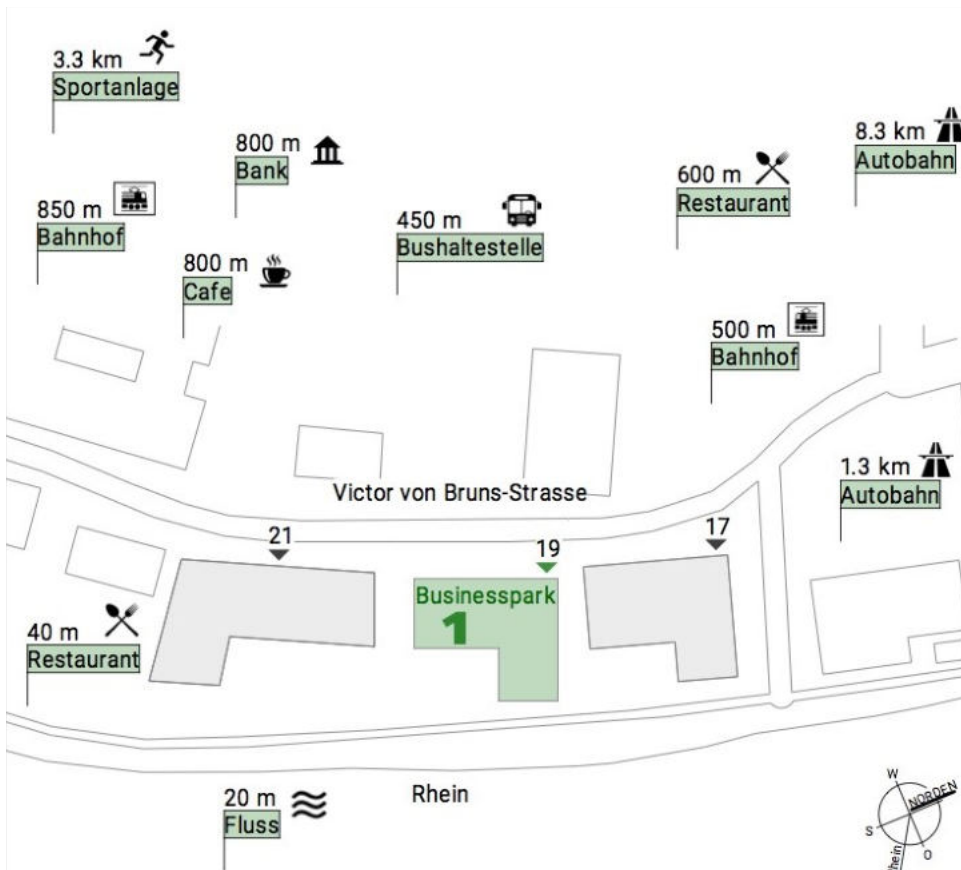 3.3 km
Sportanlage
800 m
Bank
8.3 km
Autobahn
600 m
Restaurant
850 m
Bahnhof
450 m
Bushaltestelle
800 m
Cafe
500 m
Bahnhof
1.3 km
Autobahn
Victor von Bruns-Strasse
21
19
17
Businesspark
1
40 m
Restaurant
20 m
Fluss
Rhein
W
NORDEN
S
O
Rhein